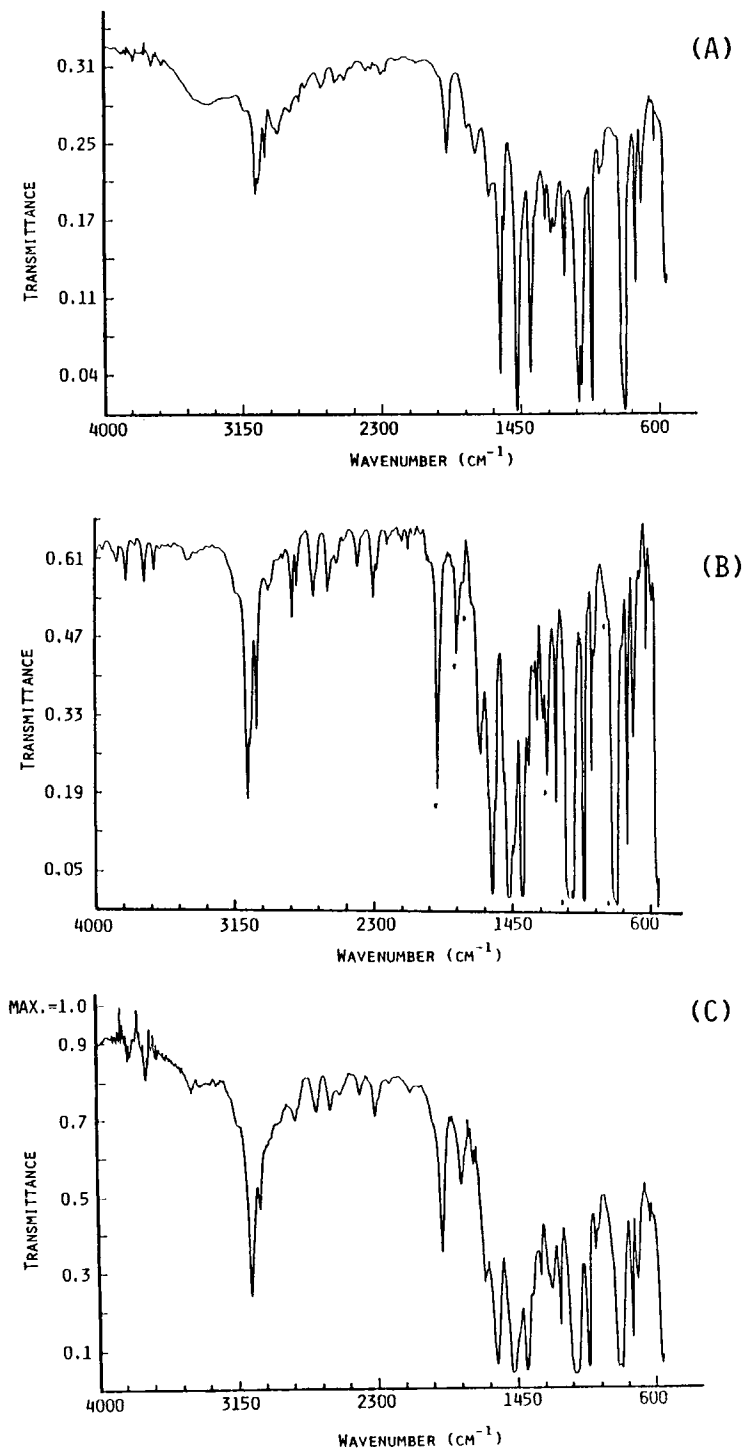 (A)
0.31
0.25
0.17
0.11
0.04
TRANSMITTANCE
4000 3150 2300 1450 600
WAVENUMBER (CM⁻¹)
(B)
0.61
0.47
0.33
0.19
0.05
TRANSMITTANCE
4000 3150 2300 1450 600
WAVENUMBER (CM⁻¹)
(C)
MAX.=1.0
0.9
0.7
0.5
0.3
0.1
TRANSMITTANCE
4000 3150 2300 1450 600
WAVENUMBER (CM⁻¹)